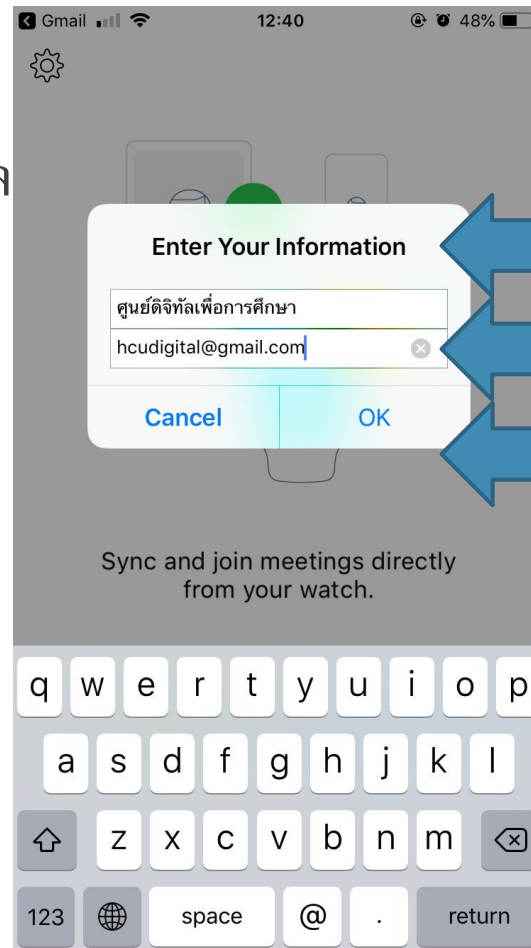 Gmail 12:40 48%
Enter Your Information
ศูนย์ดิจิทัลเพื่อการศึกษา
hcudigital@gmail.com
Cancel OK
Sync and join meetings directly
from your watch.
q w e r t y u i o p
a s d f g h j k l
z x c v b n m
123 space @ . return